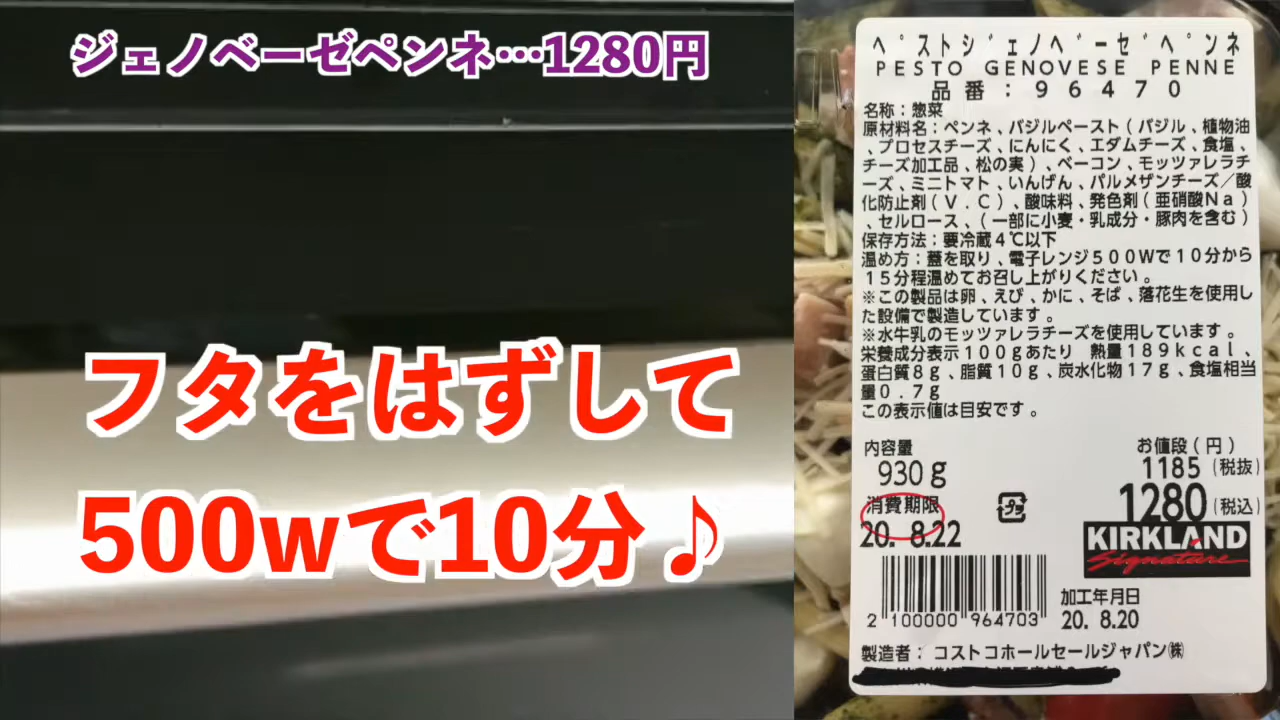 ジェノベーゼペンネ…1280円
フタをはずして
500wで10分♪
ペストジェノベーゼペンネ
PESTO GENOVESE PENNE
品番:96470
名称:惣菜
原材料名:ペンネ、バジルペースト(バジル、植物油
、プロセスチーズ、にんにく、エダムチーズ、食塩、
チーズ加工品、松の実)、ベーコン、モッツァレラチ
ーズ、ミニトマト、いんげん、パルメザンチーズ/酸
化防止剤(V.C)、酸味料、発色剤(亜硝酸Na)
、セルロース、(一部に小麦・乳成分・豚肉を含む)
保存方法:要冷蔵4℃以下
温め方:蓋を取り、電子レンジ500Wで10分から
15分程温めてお召し上がりください。
※この製品は卵、えび、かに、そば、落花生を使用し
た設備で製造しています。
※水牛乳のモッツァレラチーズを使用しています。
栄養成分表示100gあたり 熱量189kcal、
蛋白質8g、脂質10g、炭水化物17g、食塩相当
量0.7g
この表示値は目安です。
内容量
930g
お値段(円)
1185(税抜)
1280(税込)
消費期限
20. 8.22
プラ
KIRKLAND
Signature
2 100000 964703
加工年月日
20. 8.20
製造者:コストコホールセールジャパン㈱